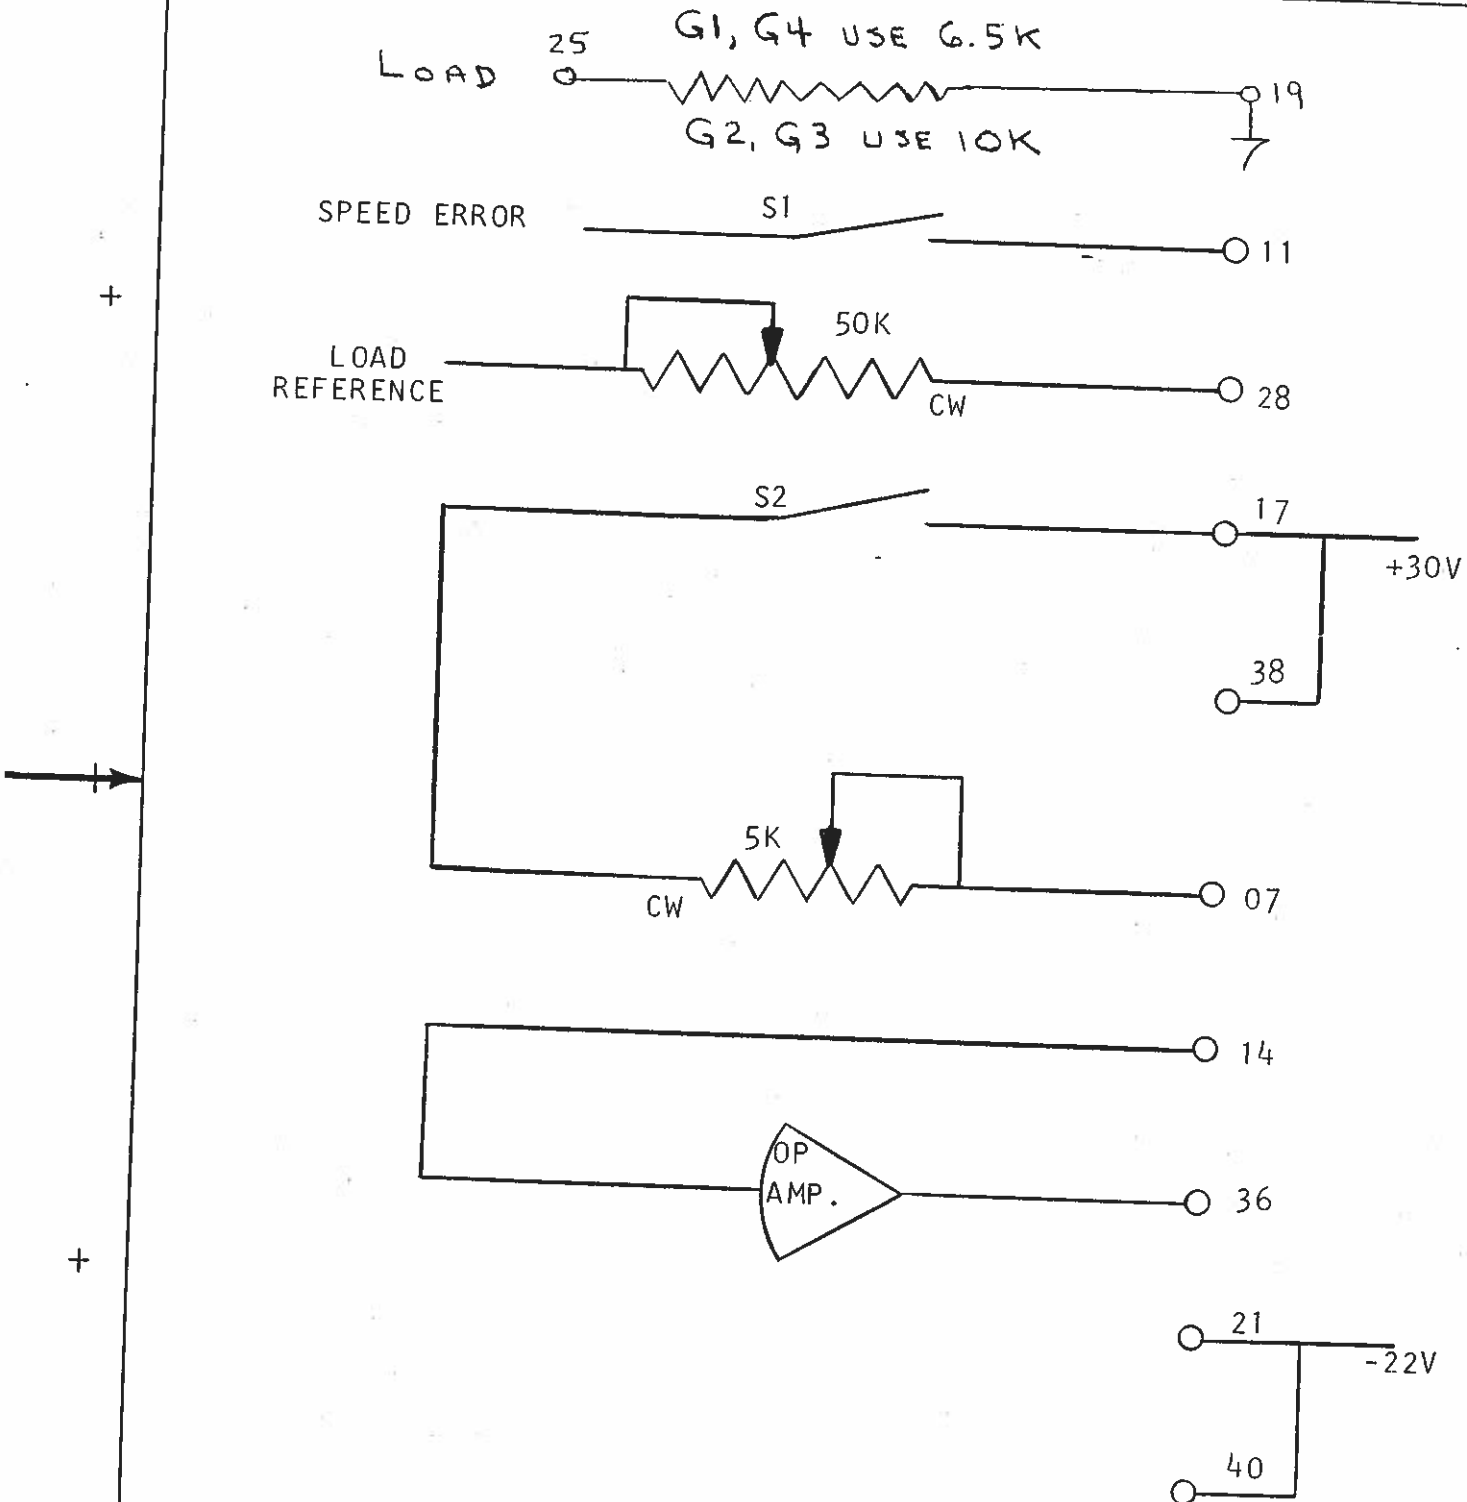 G1, G4 USE 6.5K
25
LOAD
19
G2, G3 USE 10K
SPEED ERROR
S1
11
50K
LOAD
REFERENCE
CW
28
S2
17
+30V
38
5K
CW
07
14
OP
AMP.
36
21
-22V
40